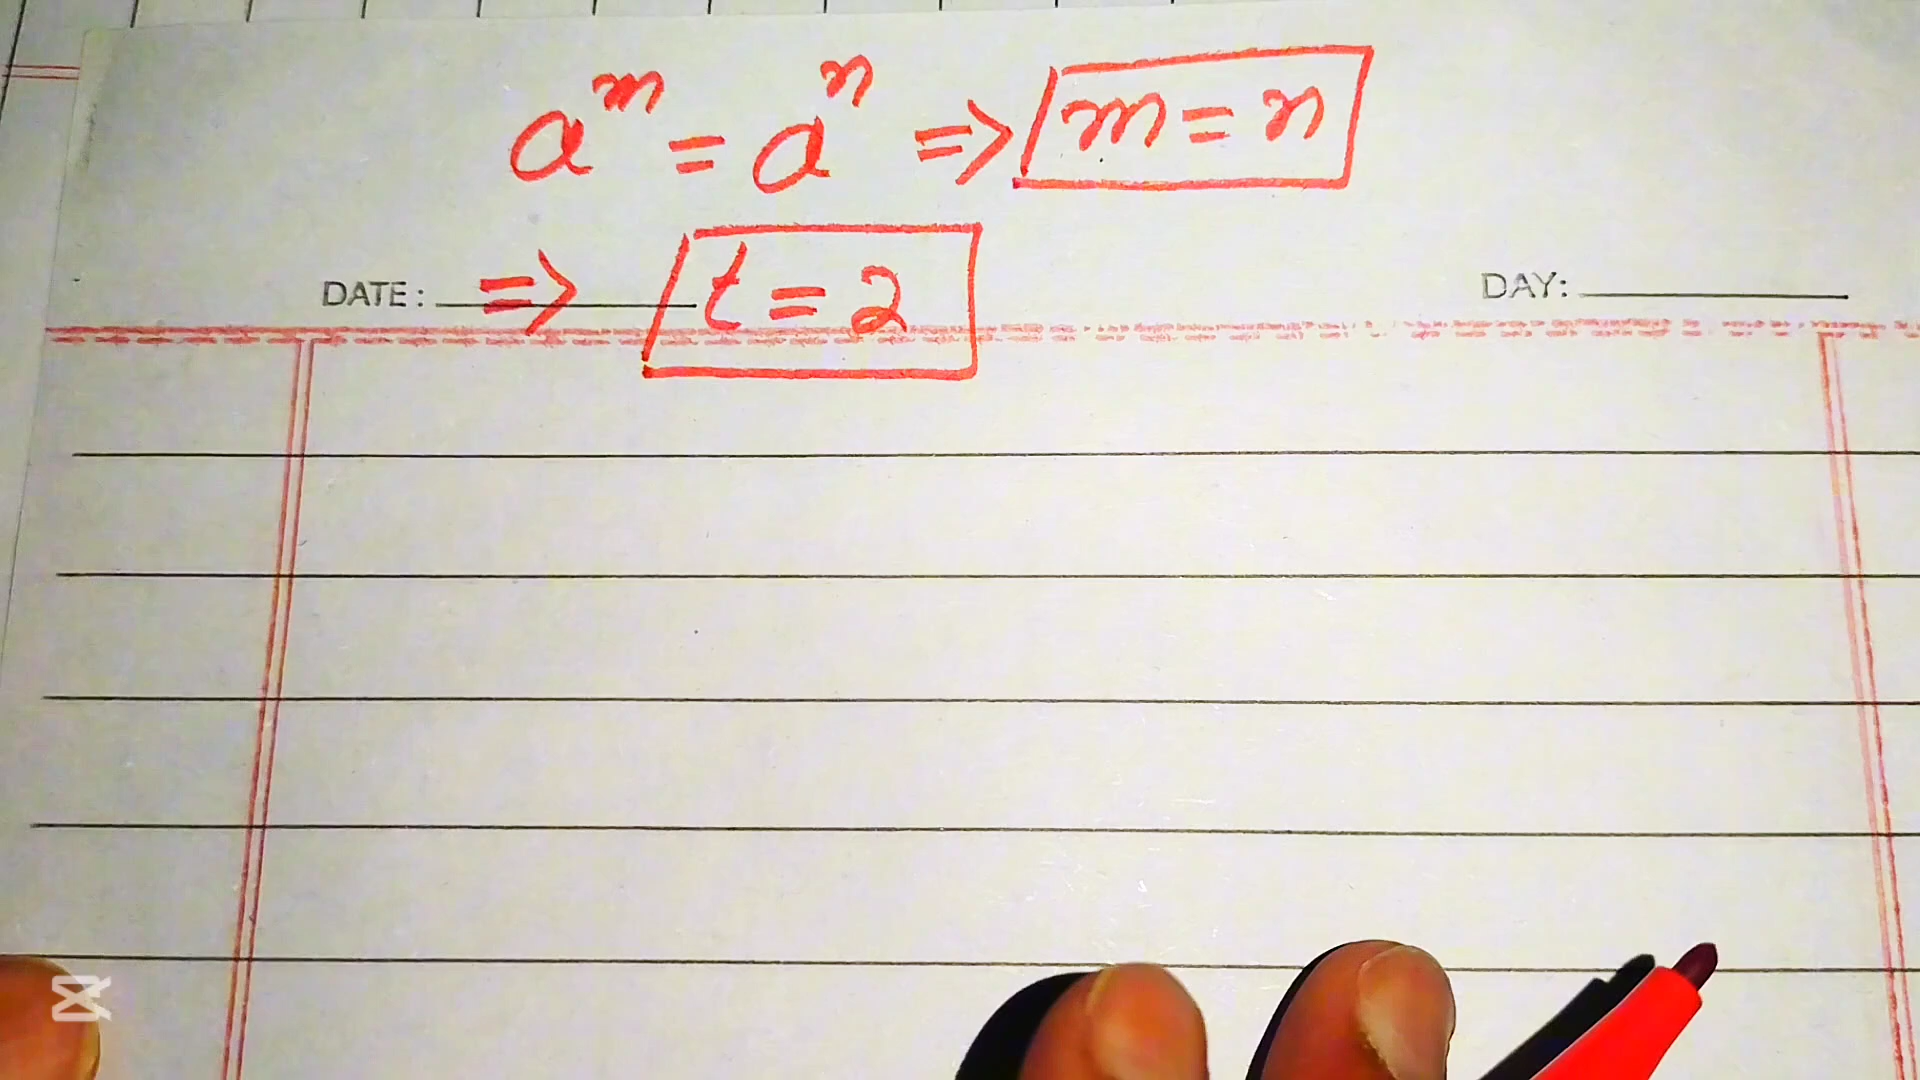 a^m = a^n => m = n
=> t = 2
DATE: DAY: